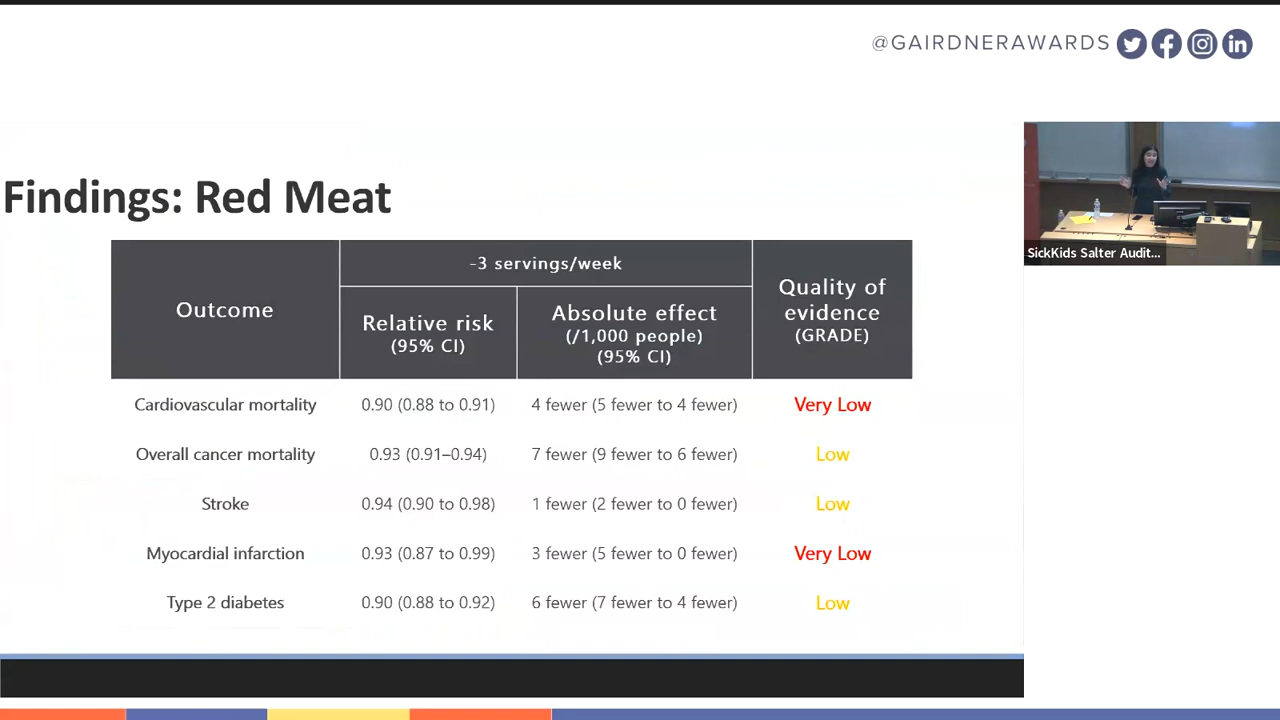 @GAIRDNERAWARDS
Findings: Red Meat
SickKids Salter Audit...
Outcome
-3 servings/week
Relative risk
(95% CI)
Absolute effect
(/1,000 people)
(95% CI)
Quality of
evidence
(GRADE)
Cardiovascular mortality 0.90 (0.88 to 0.91) 4 fewer (5 fewer to 4 fewer) Very Low
Overall cancer mortality 0.93 (0.91–0.94) 7 fewer (9 fewer to 6 fewer) Low
Stroke 0.94 (0.90 to 0.98) 1 fewer (2 fewer to 0 fewer) Low
Myocardial infarction 0.93 (0.87 to 0.99) 3 fewer (5 fewer to 0 fewer) Very Low
Type 2 diabetes 0.90 (0.88 to 0.92) 6 fewer (7 fewer to 4 fewer) Low